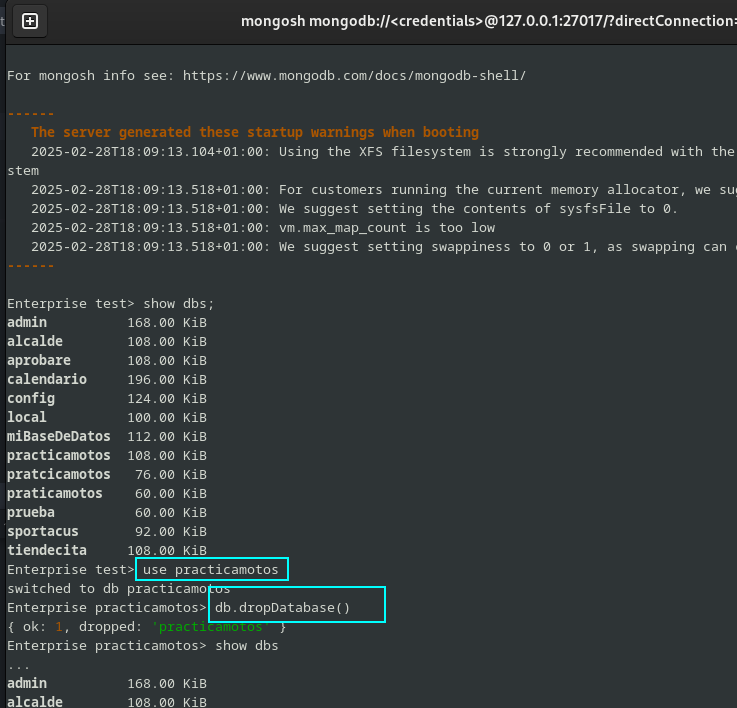 mongosh mongodb://<credentials>@127.0.0.1:27017/?directConnection=
For mongosh info see: https://www.mongodb.com/docs/mongodb-shell/
------
The server generated these startup warnings when booting
2025-02-28T18:09:13.104+01:00: Using the XFS filesystem is strongly recommended with the
stem
2025-02-28T18:09:13.518+01:00: For customers running the current memory allocator, we sug
2025-02-28T18:09:13.518+01:00: We suggest setting the contents of sysfsFile to 0.
2025-02-28T18:09:13.518+01:00: vm.max_map_count is too low
2025-02-28T18:09:13.518+01:00: We suggest setting swappiness to 0 or 1, as swapping can
------
Enterprise test> show dbs;
admin 168.00 KiB
alcalde 108.00 KiB
aprobare 108.00 KiB
calendario 196.00 KiB
config 124.00 KiB
local 100.00 KiB
miBaseDeDatos 112.00 KiB
practicamotos 108.00 KiB
pratcicamotos 76.00 KiB
praticamotos 60.00 KiB
prueba 60.00 KiB
sportacus 92.00 KiB
tiendecita 108.00 KiB
Enterprise test> use practicamotos
switched to db practicamotos
Enterprise practicamotos> db.dropDatabase()
{ ok: 1, dropped: 'practicamotos' }
Enterprise practicamotos> show dbs
...
admin 168.00 KiB
alcalde 108.00 KiB